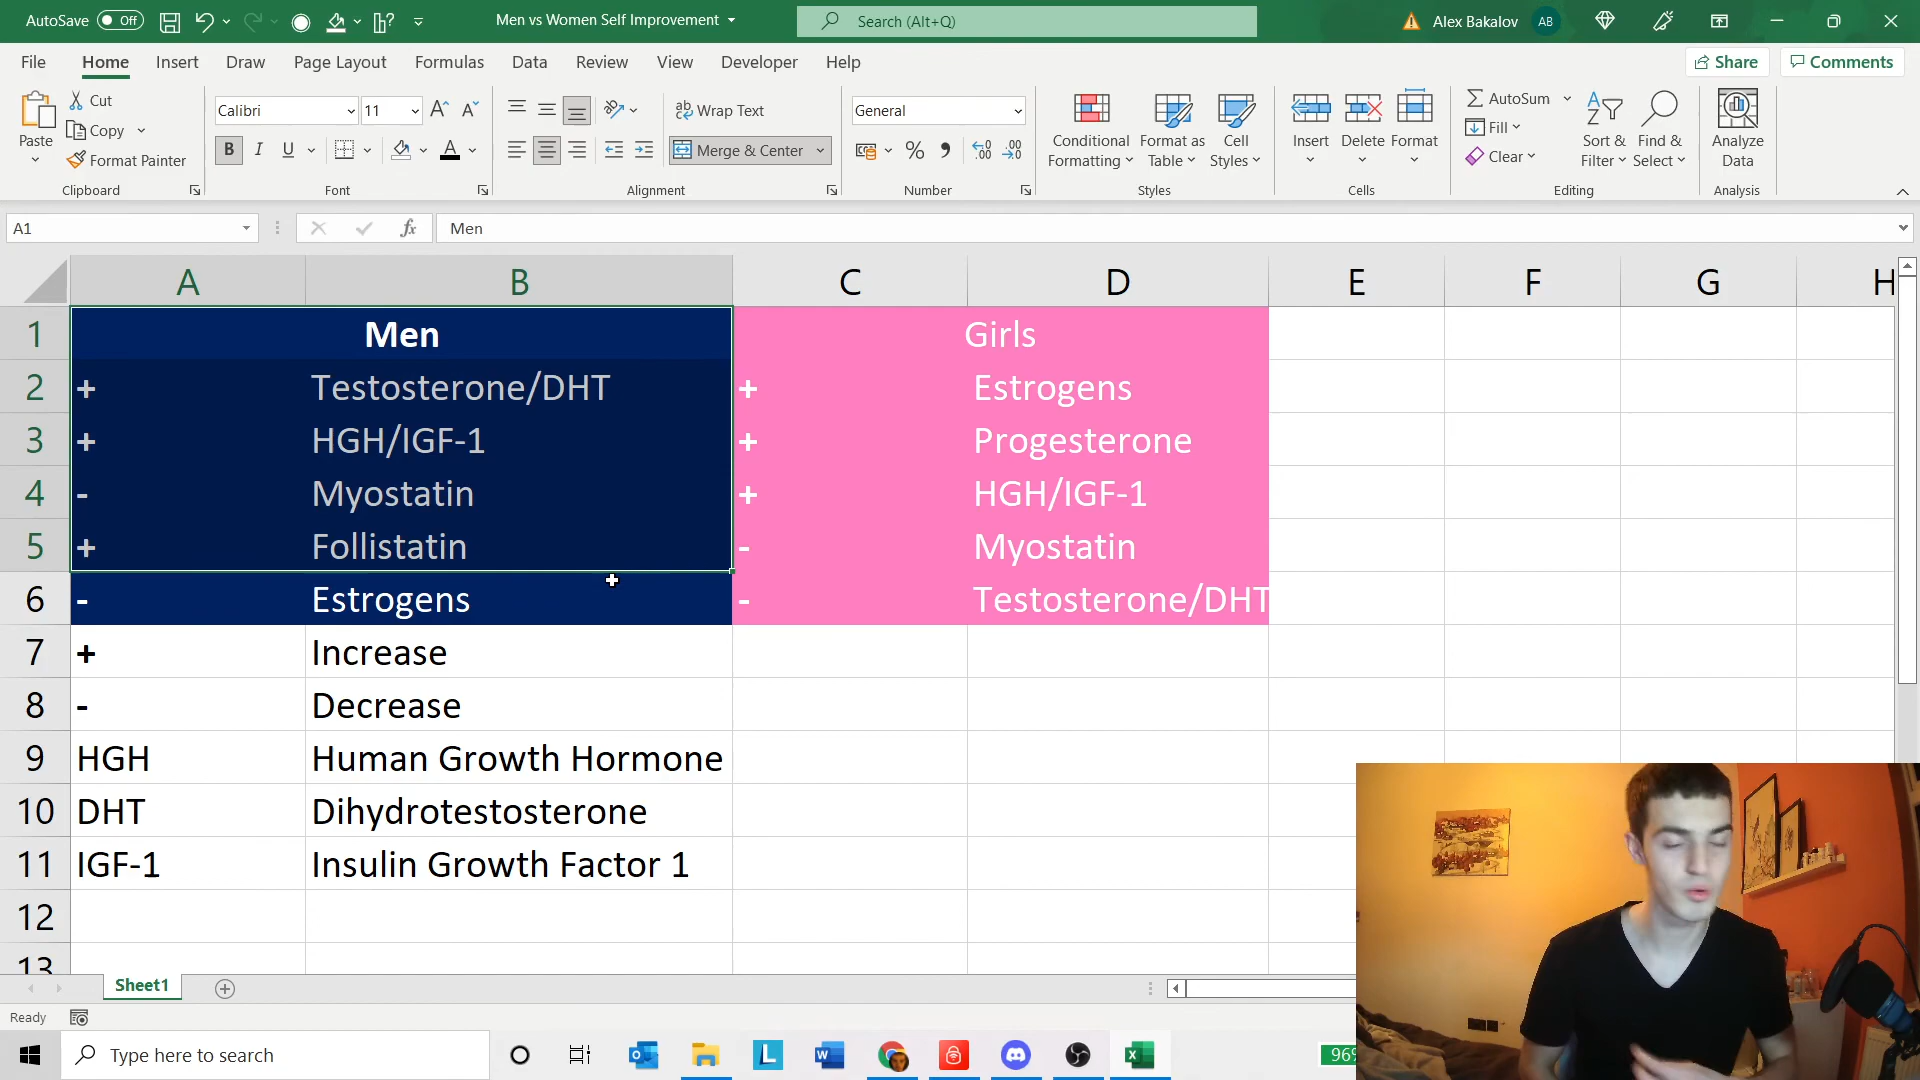 AutoSave Off
Men vs Women Self Improvement
Search (Alt+Q)
Alex Bakalov AB
File Home Insert Draw Page Layout Formulas Data Review View Developer Help
Share Comments
Paste
Cut
Copy
Format Painter
Clipboard
Calibri 11
B I U
Font
Wrap Text
Merge & Center
Alignment
General
Number
Conditional Formatting
Format as Table
Cell Styles
Styles
Insert Delete Format
Cells
AutoSum
Fill
Clear
Sort & Filter
Find & Select
Editing
Analyze Data
Analysis
A1 fx Men
A B C D E F G H
1 Men Girls
2 + Testosterone/DHT + Estrogens
3 + HGH/IGF-1 + Progesterone
4 - Myostatin + HGH/IGF-1
5 + Follistatin - Myostatin
6 - Estrogens - Testosterone/DHT
7 + Increase
8 - Decrease
9 HGH Human Growth Hormone
10 DHT Dihydrotestosterone
11 IGF-1 Insulin Growth Factor 1
12
13
Sheet1
Ready
Type here to search
96%